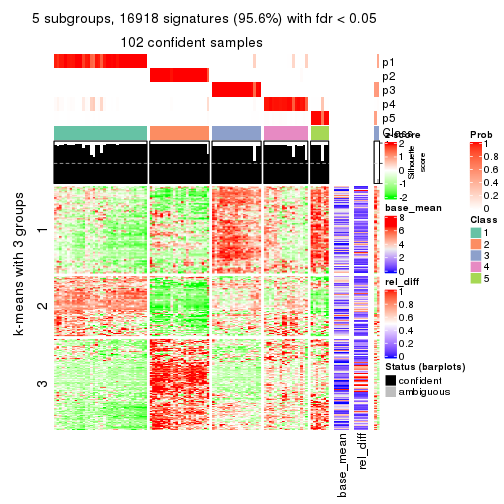 5 subgroups, 16918 signatures (95.6%) with fdr < 0.05
102 confident samples
p1
p2
p3
p4
p5
Class
z-score
2
1
0
-1
-2
Silhouette
score
base_mean
8
6
4
2
0
rel_diff
1
0.8
0.6
0.4
0.2
0
Status (barplots)
confident
ambiguous
Prob
1
0.8
0.6
0.4
0.2
0
Class
1
2
3
4
5
k-means with 3 groups
1
2
3
base_mean
rel_diff